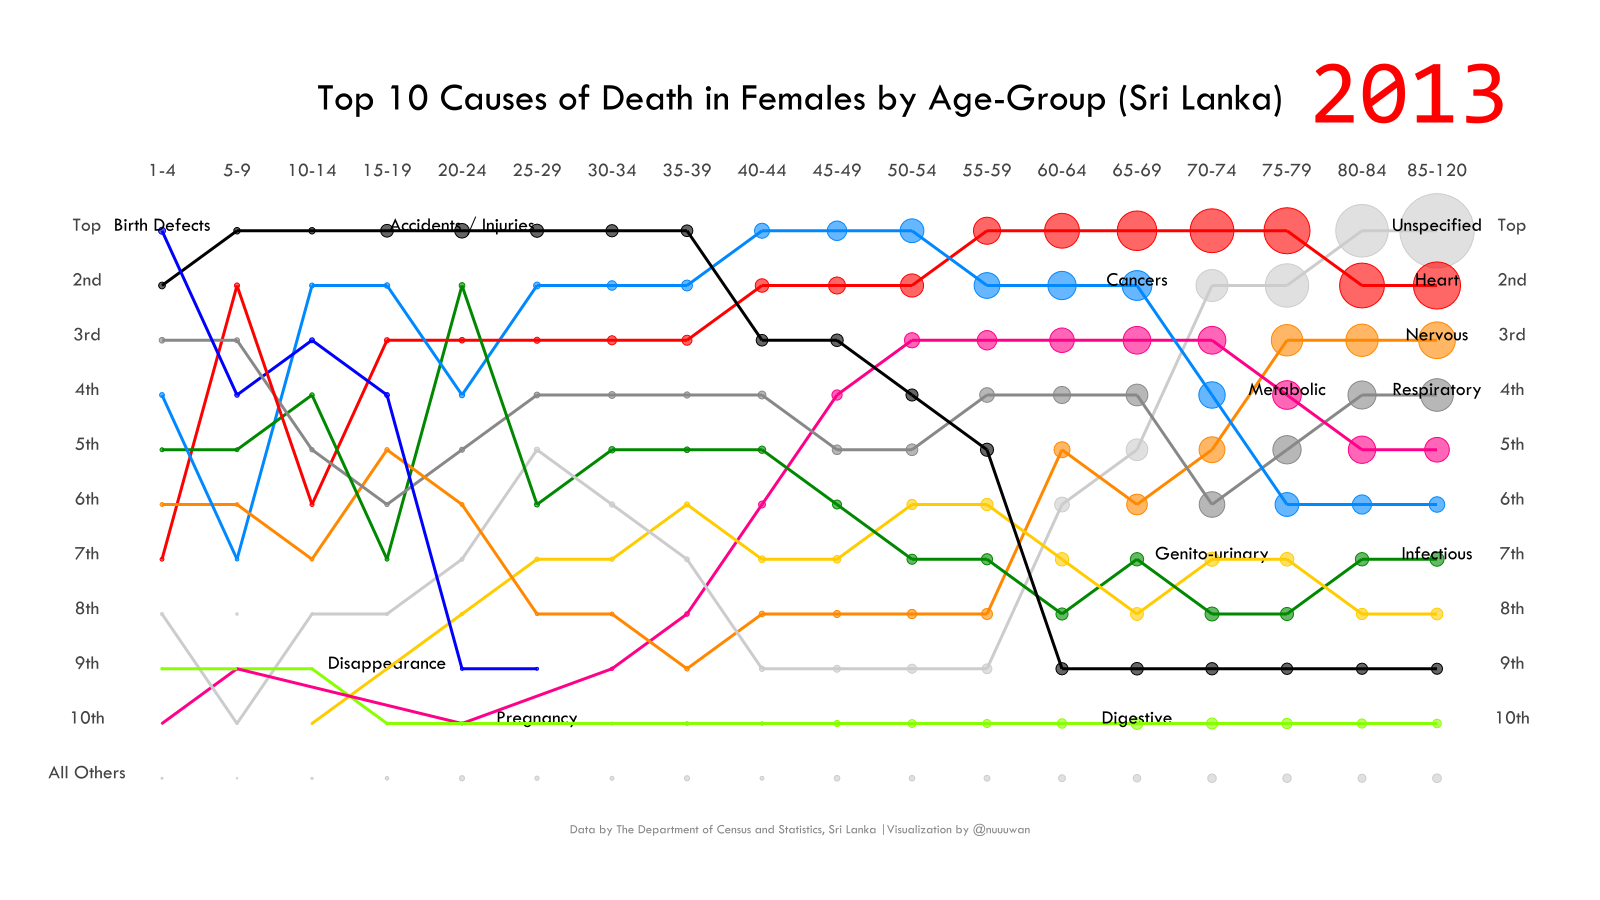 Top 10 Causes of Death in Females by Age-Group (Sri Lanka) 2013
1-4 5-9 10-14 15-19 20-24 25-29 30-34 35-39 40-44 45-49 50-54 55-59 60-64 65-69 70-74 75-79 80-84 85-120
Top Birth Defects Accidents / Injuries Unspecified Top
2nd Cancers Heart 2nd
3rd Nervous 3rd
4th Metabolic Respiratory 4th
5th 5th
6th 6th
7th Genito-urinary Infectious 7th
8th 8th
9th Disappearance 9th
10th Pregnancy Digestive 10th
All Others
Data by The Department of Census and Statistics, Sri Lanka | Visualization by @nuuuwan